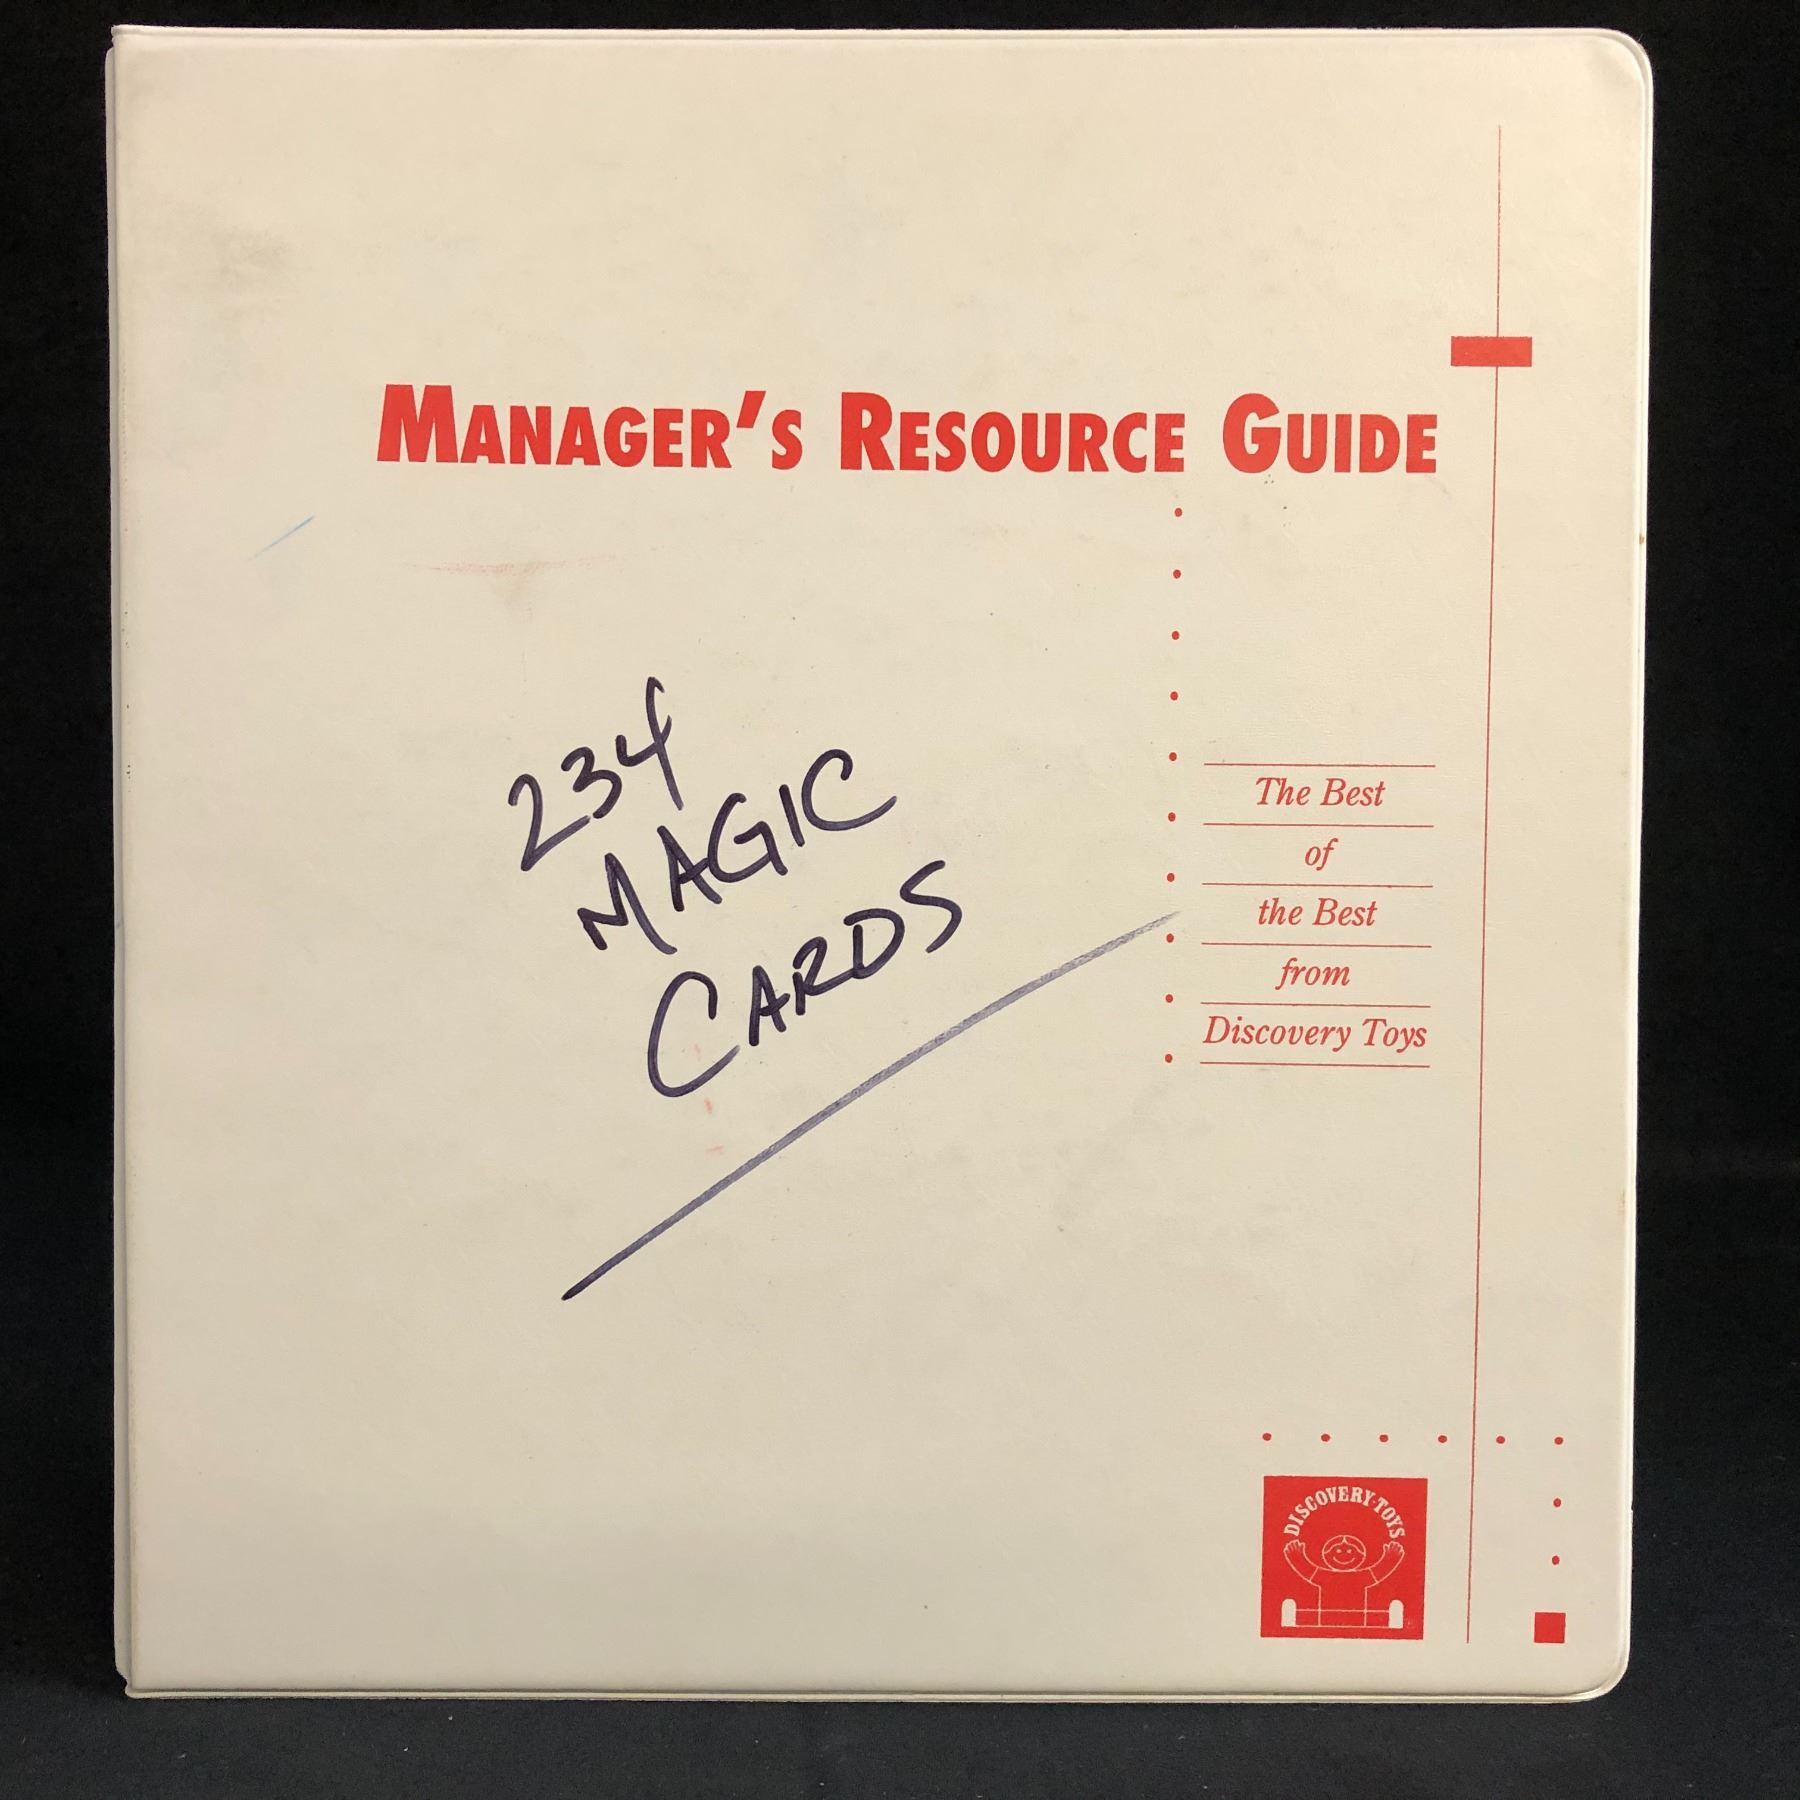 MANAGER'S RESOURCE GUIDE
234
MAGIC
CARDS
The Best
of
the Best
from
Discovery Toys
DISCOVERY·TOYS